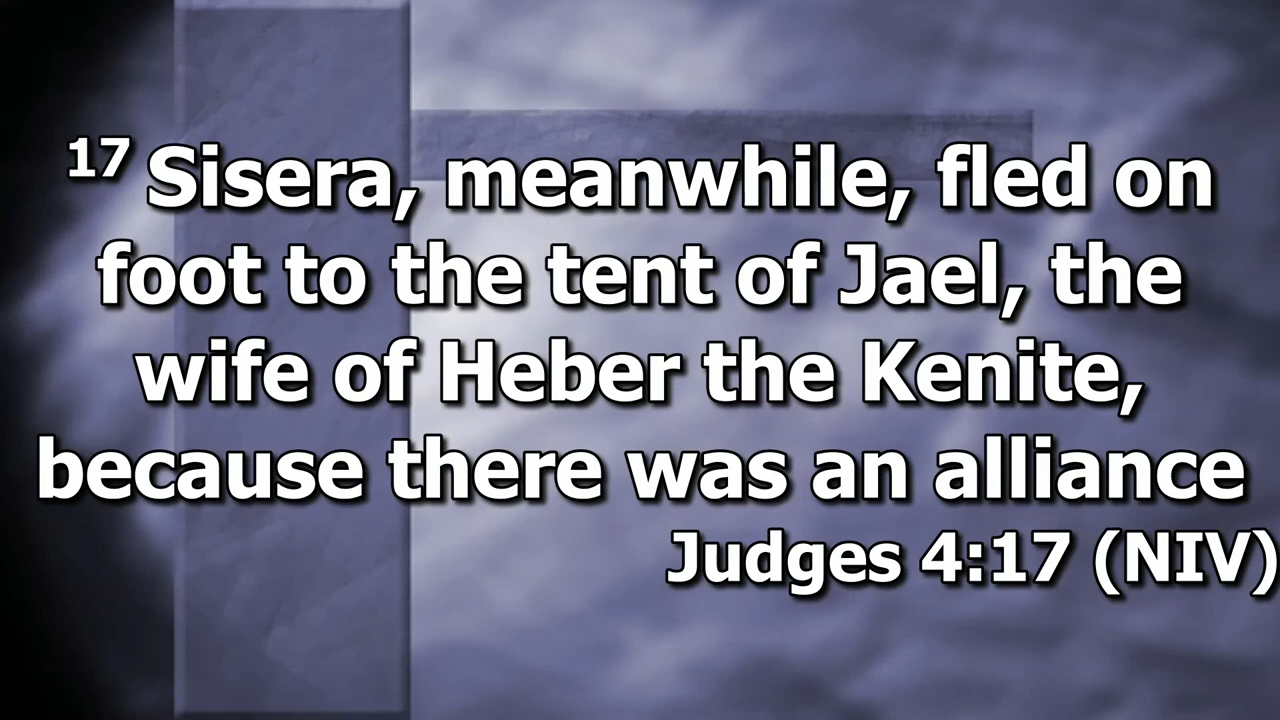 17 Sisera, meanwhile, fled on
foot to the tent of Jael, the
wife of Heber the Kenite,
because there was an alliance
Judges 4:17 (NIV)